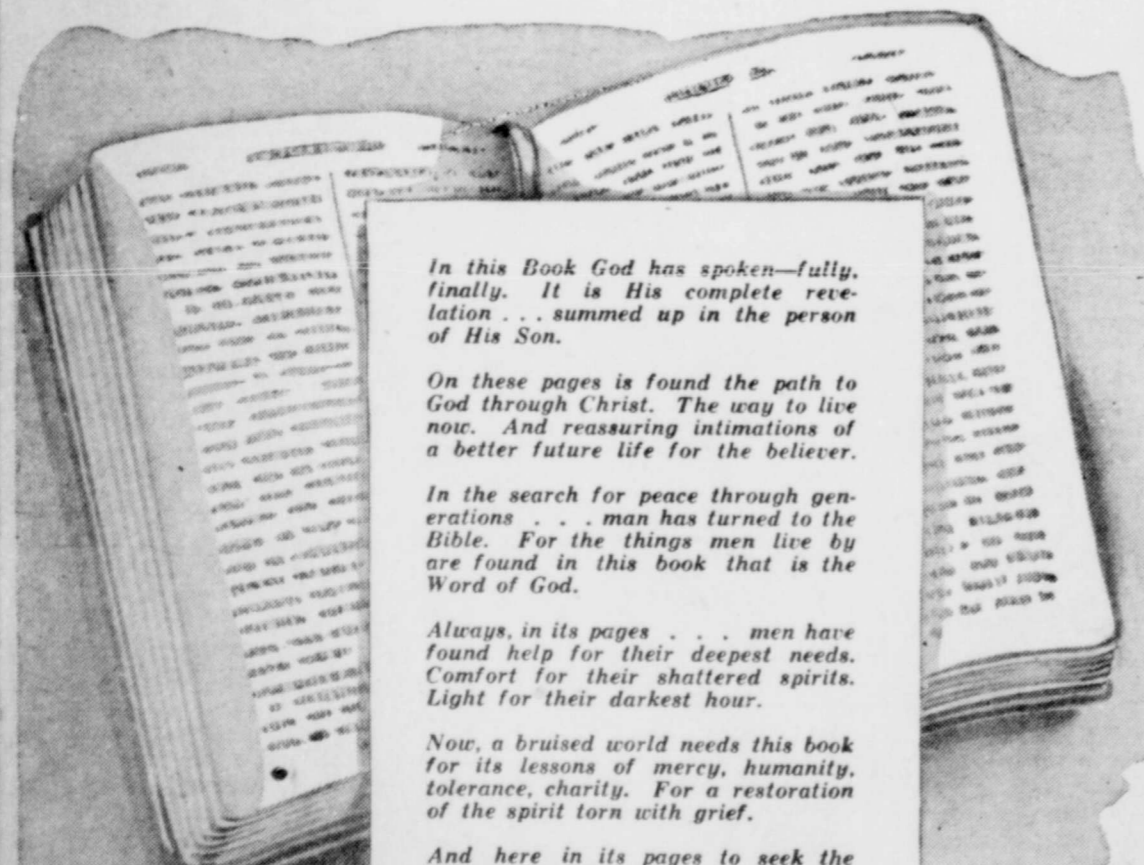 In this Book God has spoken—fully,
finally. It is His complete reve-
lation . . . summed up in the person
of His Son.
On these pages is found the path to
God through Christ. The way to live
now. And reassuring intimations of
a better future life for the believer.
In the search for peace through gen-
erations . . . man has turned to the
Bible. For the things men live by
are found in this book that is the
Word of God.
Always, in its pages . . . men have
found help for their deepest needs.
Comfort for their shattered spirits.
Light for their darkest hour.
Now, a bruised world needs this book
for its lessons of mercy, humanity,
tolerance, charity. For a restoration
of the spirit torn with grief.
And here in its pages to seek the